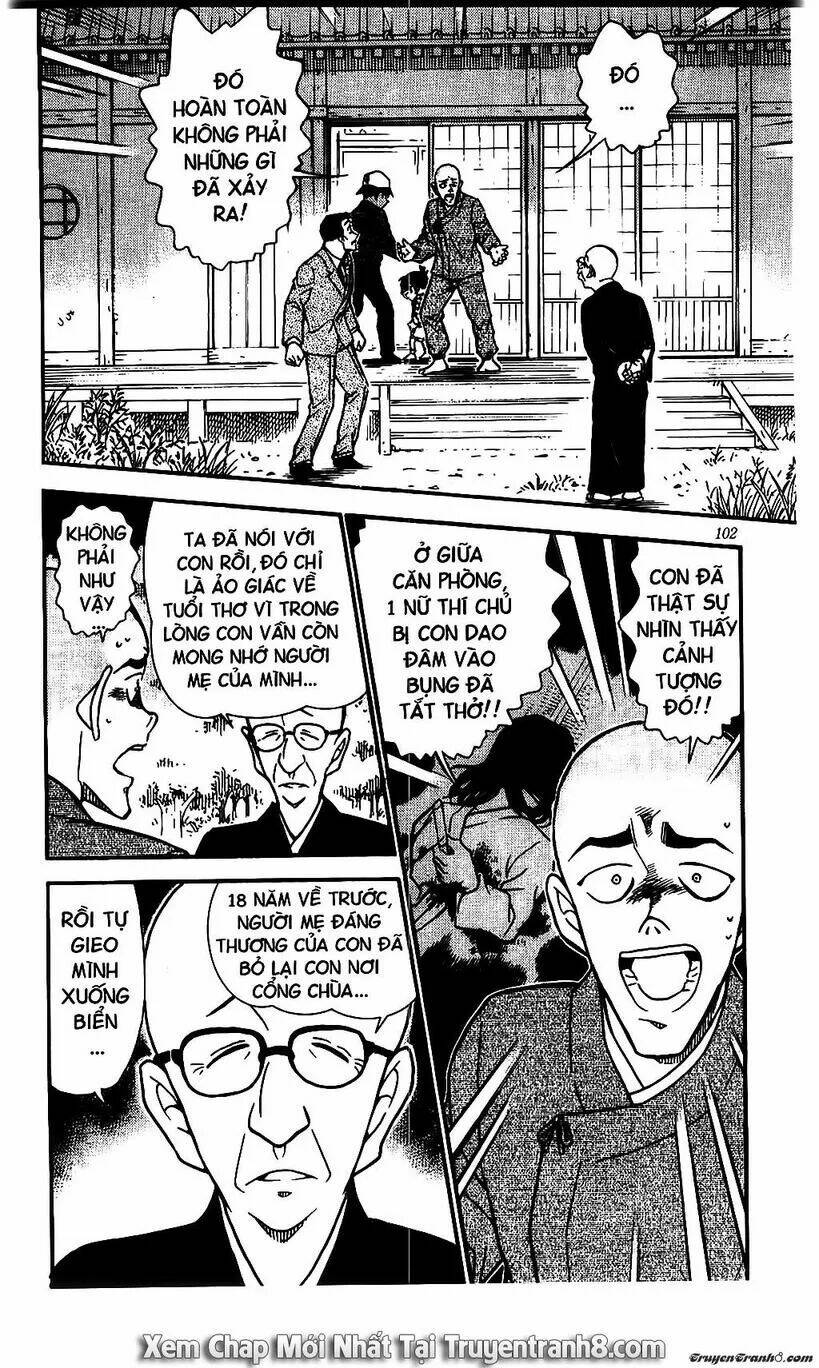 ĐÓ
...
ĐÓ
HOÀN TOÀN
KHÔNG PHẢI
NHỮNG GÌ
ĐÃ XẢY
RA!
102
CON ĐÃ
THẬT SỰ
NHÌN THẤY
CẢNH
TƯỢNG
ĐÓ!!
Ở GIỮA
CĂN PHÒNG,
1 NỮ THÍ CHỦ
BỊ CON DAO
ĐÂM VÀO
BỤNG ĐÃ
TẮT THỞ!!
TA ĐÃ NÓI VỚI
CON RỒI, ĐÓ CHỈ
LÀ ẢO GIÁC VỀ
TUỔI THƠ VÌ TRONG
LÒNG CON VẪN CÒN
MONG NHỚ NGƯỜI
MẸ CỦA MÌNH...
KHÔNG
PHẢI
NHƯ
VẬY
...
18 NĂM VỀ TRƯỚC,
NGƯỜI MẸ ĐÁNG
THƯƠNG CỦA CON ĐÃ
BỎ LẠI CON NƠI
CỔNG CHÙA...
RỒI TỰ
GIEO
MÌNH
XUỐNG
BIỂN
...
Xem Chap Mới Nhất Tại Truyentranh8.com
TruyenTranh8.com